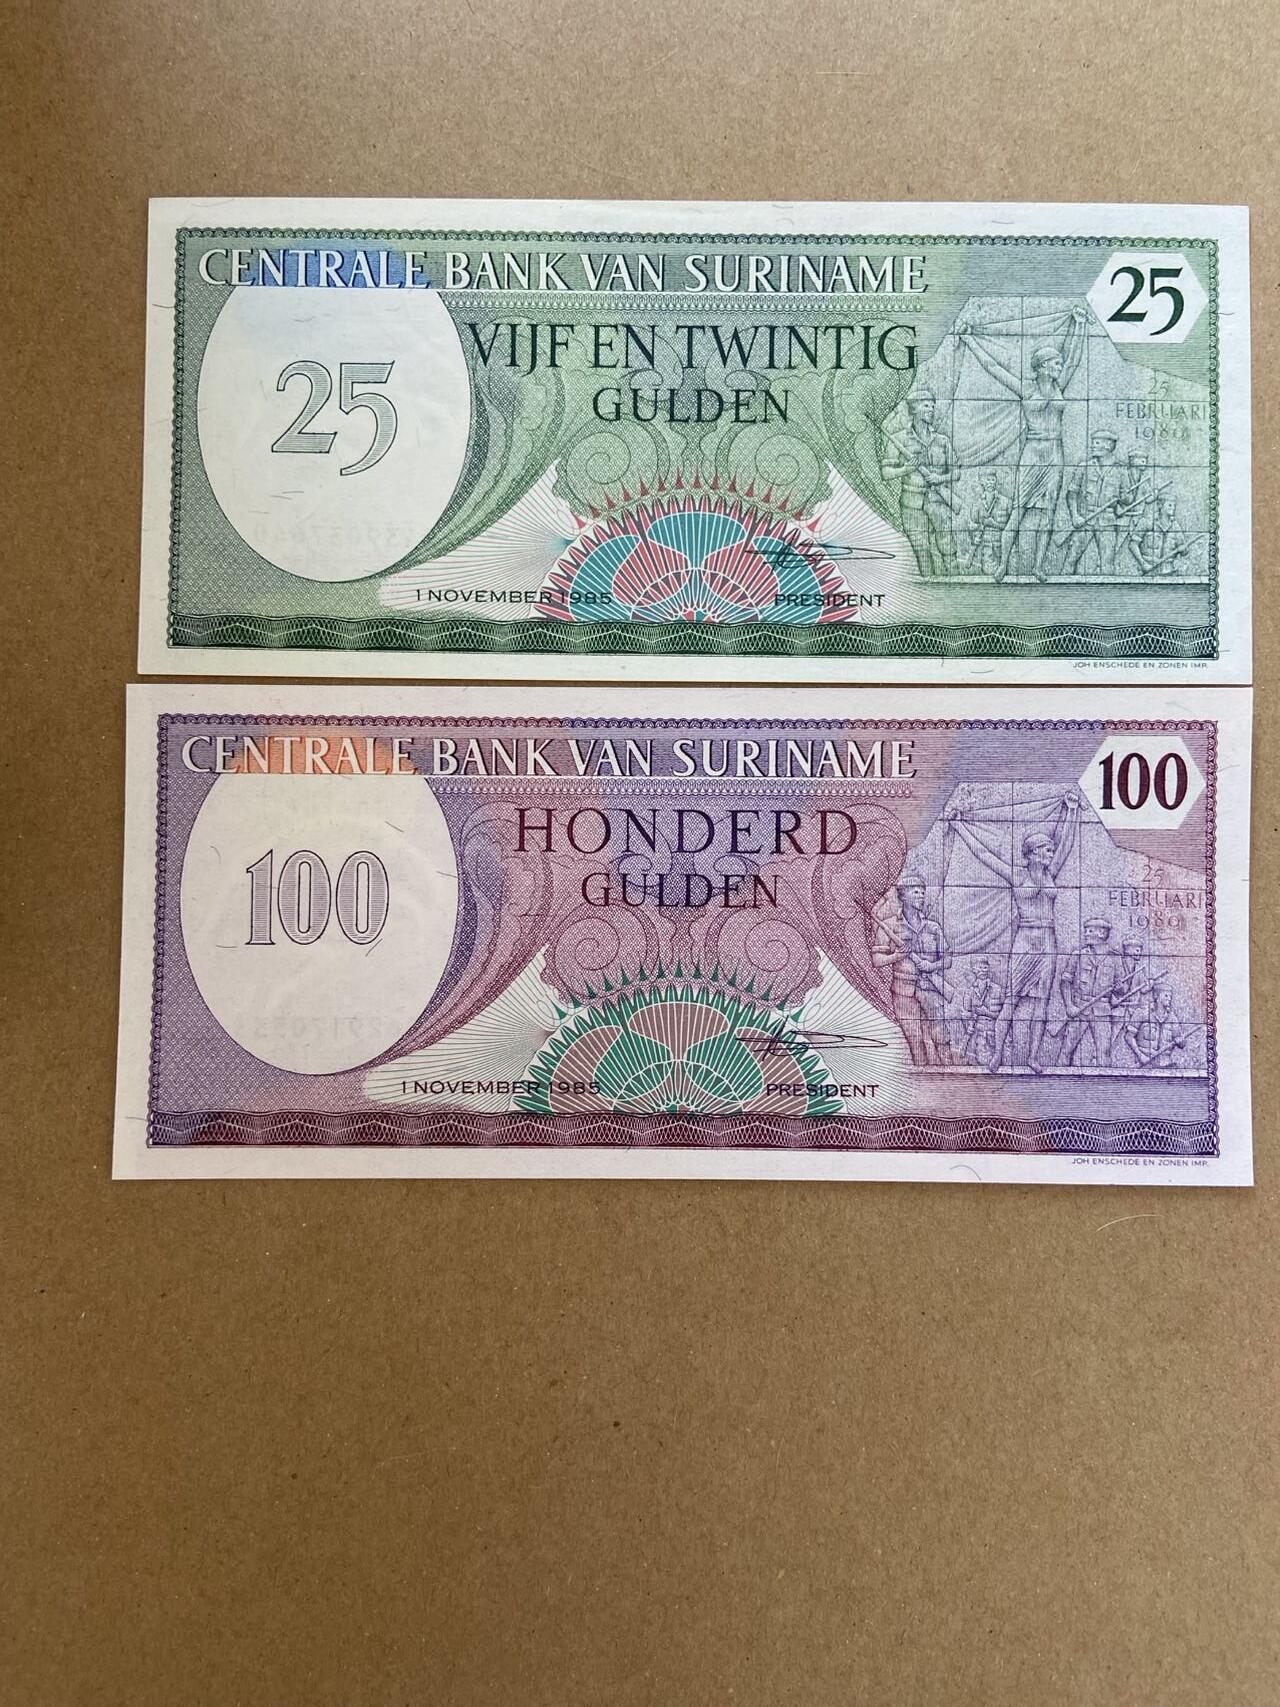 CENTRALE BANK VAN SURINAME
25
VIJF EN TWINTIG
GULDEN
25
25
FEBRUARI
1980
1 NOVEMBER 1985
PRESIDENT
JOH ENSCHEDE EN ZONEN IMP.
CENTRALE BANK VAN SURINAME
100
HONDERD
GULDEN
100
25
FEBRUARI
1980
1 NOVEMBER 1985
PRESIDENT
JOH ENSCHEDE EN ZONEN IMP.